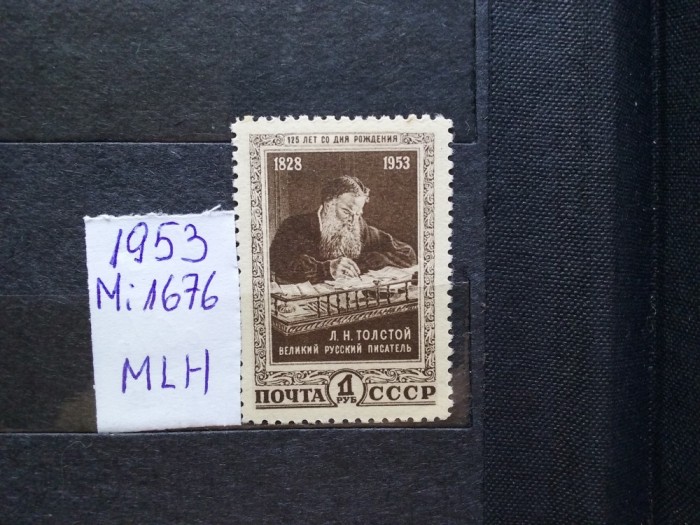 1953
Mi 1676
MLH
125 ЛЕТ СО ДНЯ РОЖДЕНИЯ
1828 1953
Л. Н. ТОЛСТОЙ
ВЕЛИКИЙ РУССКИЙ ПИСАТЕЛЬ
ПОЧТА 1 РУБ СССР